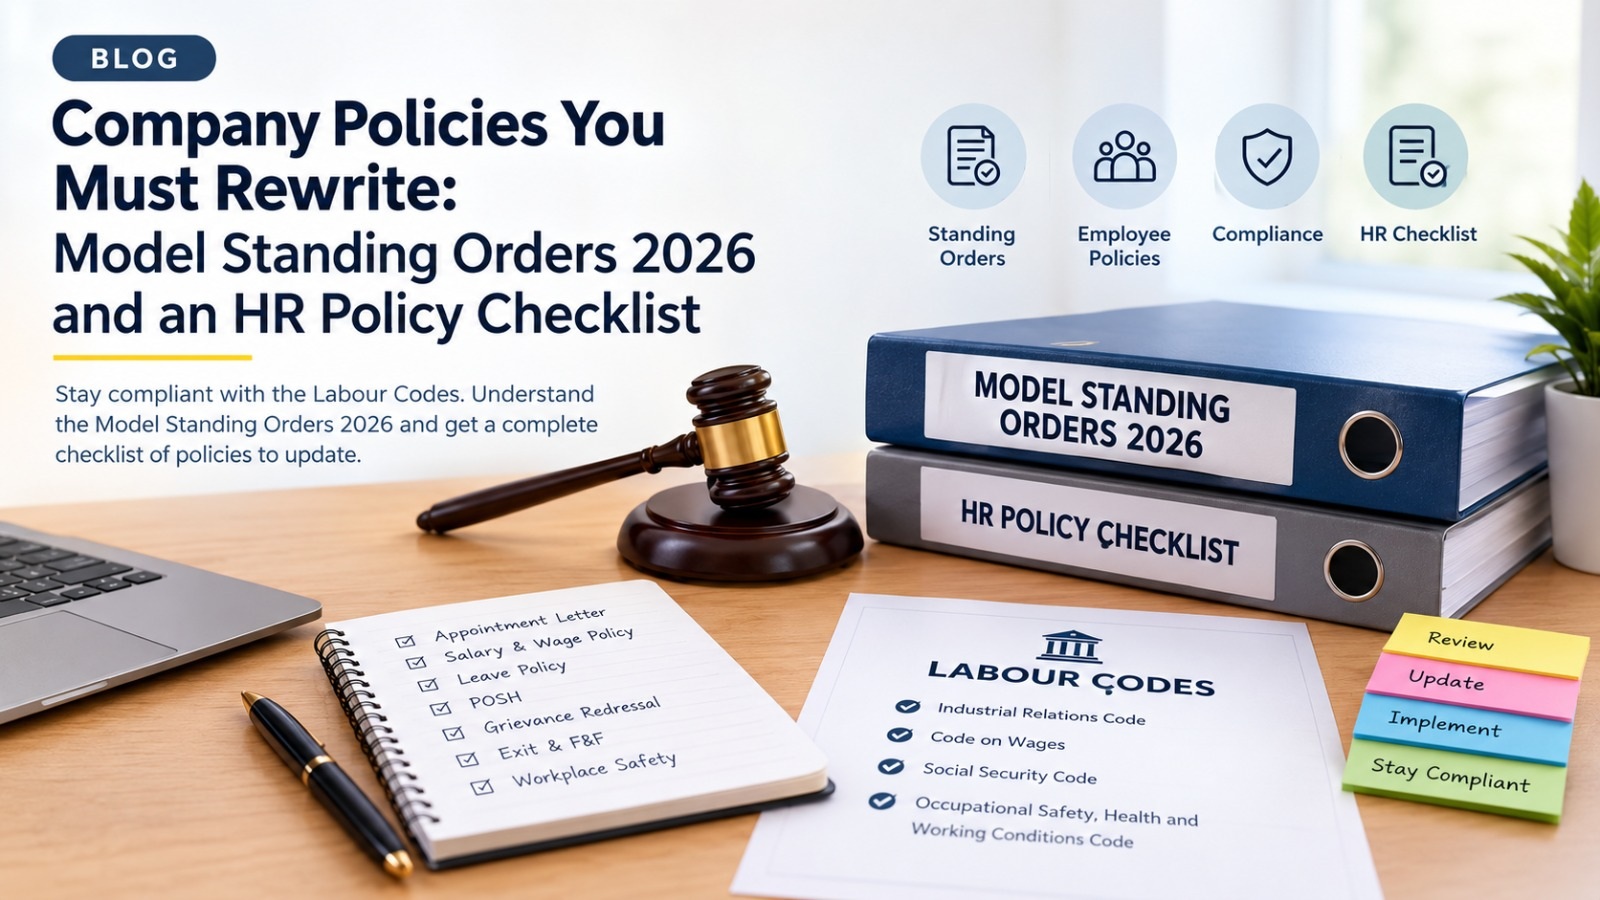 BLOG
Company Policies You
Must Rewrite:
Model Standing Orders 2026
and an HR Policy Checklist
Stay compliant with the Labour Codes. Understand
the Model Standing Orders 2026 and get a complete
checklist of policies to update.
Standing
Orders
Employee
Policies
Compliance
HR Checklist
MODEL STANDING
ORDERS 2026
HR POLICY CHECKLIST
Appointment Letter
Salary & Wage Policy
Leave Policy
POSH
Grievance Redressal
Exit & F&F
Workplace Safety
LABOUR CODES
Industrial Relations Code
Code on Wages
Social Security Code
Occupational Safety, Health and
Working Conditions Code
Review
Update
Implement
Stay Compliant